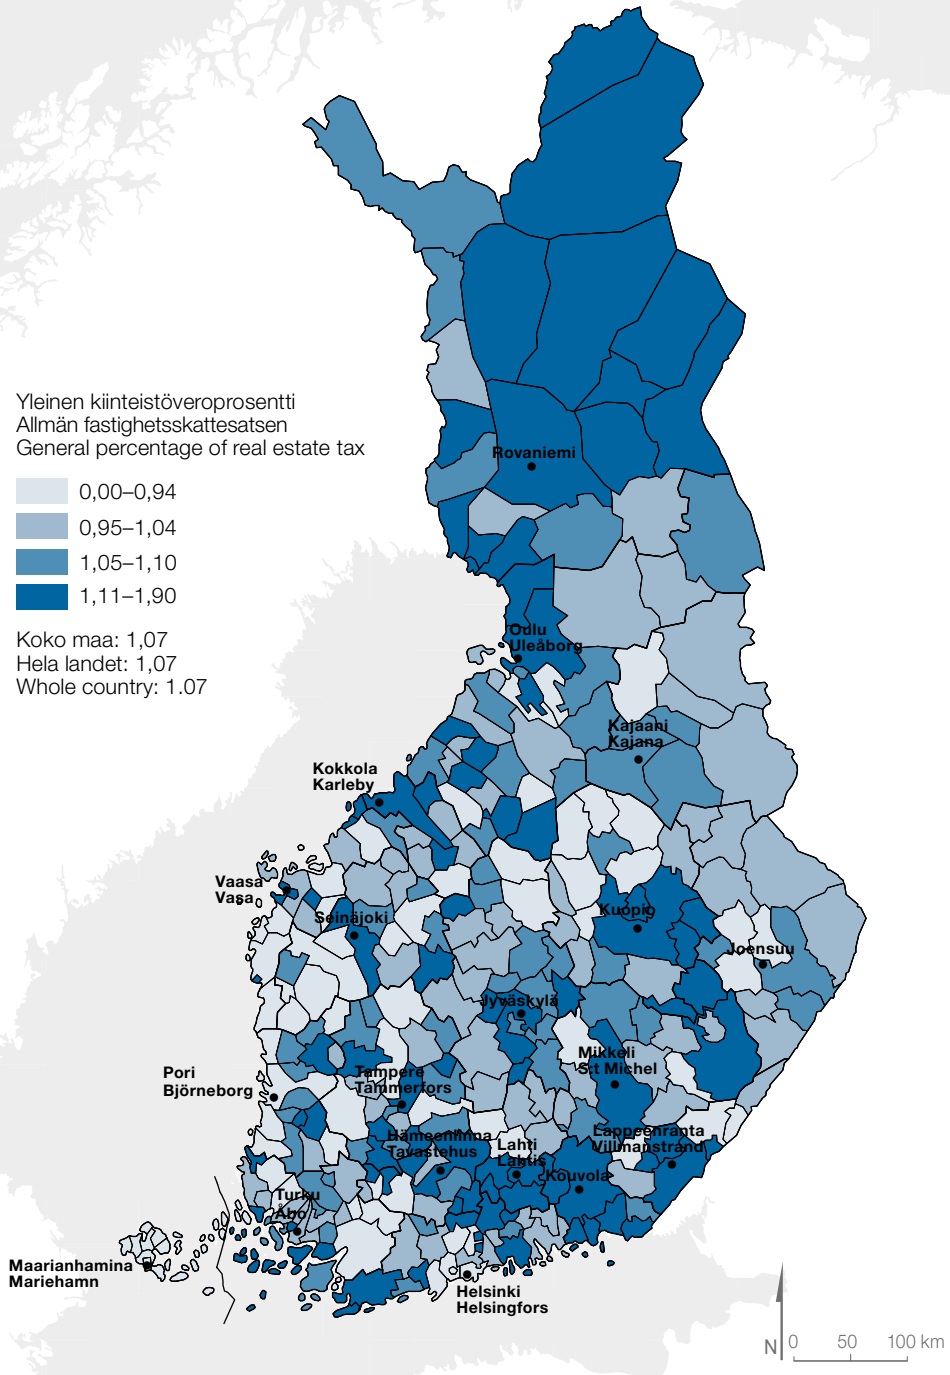 Yleinen kiinteistöveroprosentti
Allmän fastighetsskattesatsen
General percentage of real estate tax
0,00–0,94
0,95–1,04
1,05–1,10
1,11–1,90
Koko maa: 1,07
Hela landet: 1,07
Whole country: 1.07
Rovaniemi
Oulu
Uleåborg
Kajaani
Kajana
Kokkola
Karleby
Vaasa
Vasa
Seinäjoki
Kuopio
Joensuu
Jyväskylä
Mikkeli
S:t Michel
Pori
Björneborg
Tampere
Tammerfors
Hämeenlinna
Tavastehus
Lahti
Lahtis
Lappeenranta
Villmanstrand
Kouvola
Turku
Åbo
Maarianhamina
Mariehamn
Helsinki
Helsingfors
N 0 50 100 km